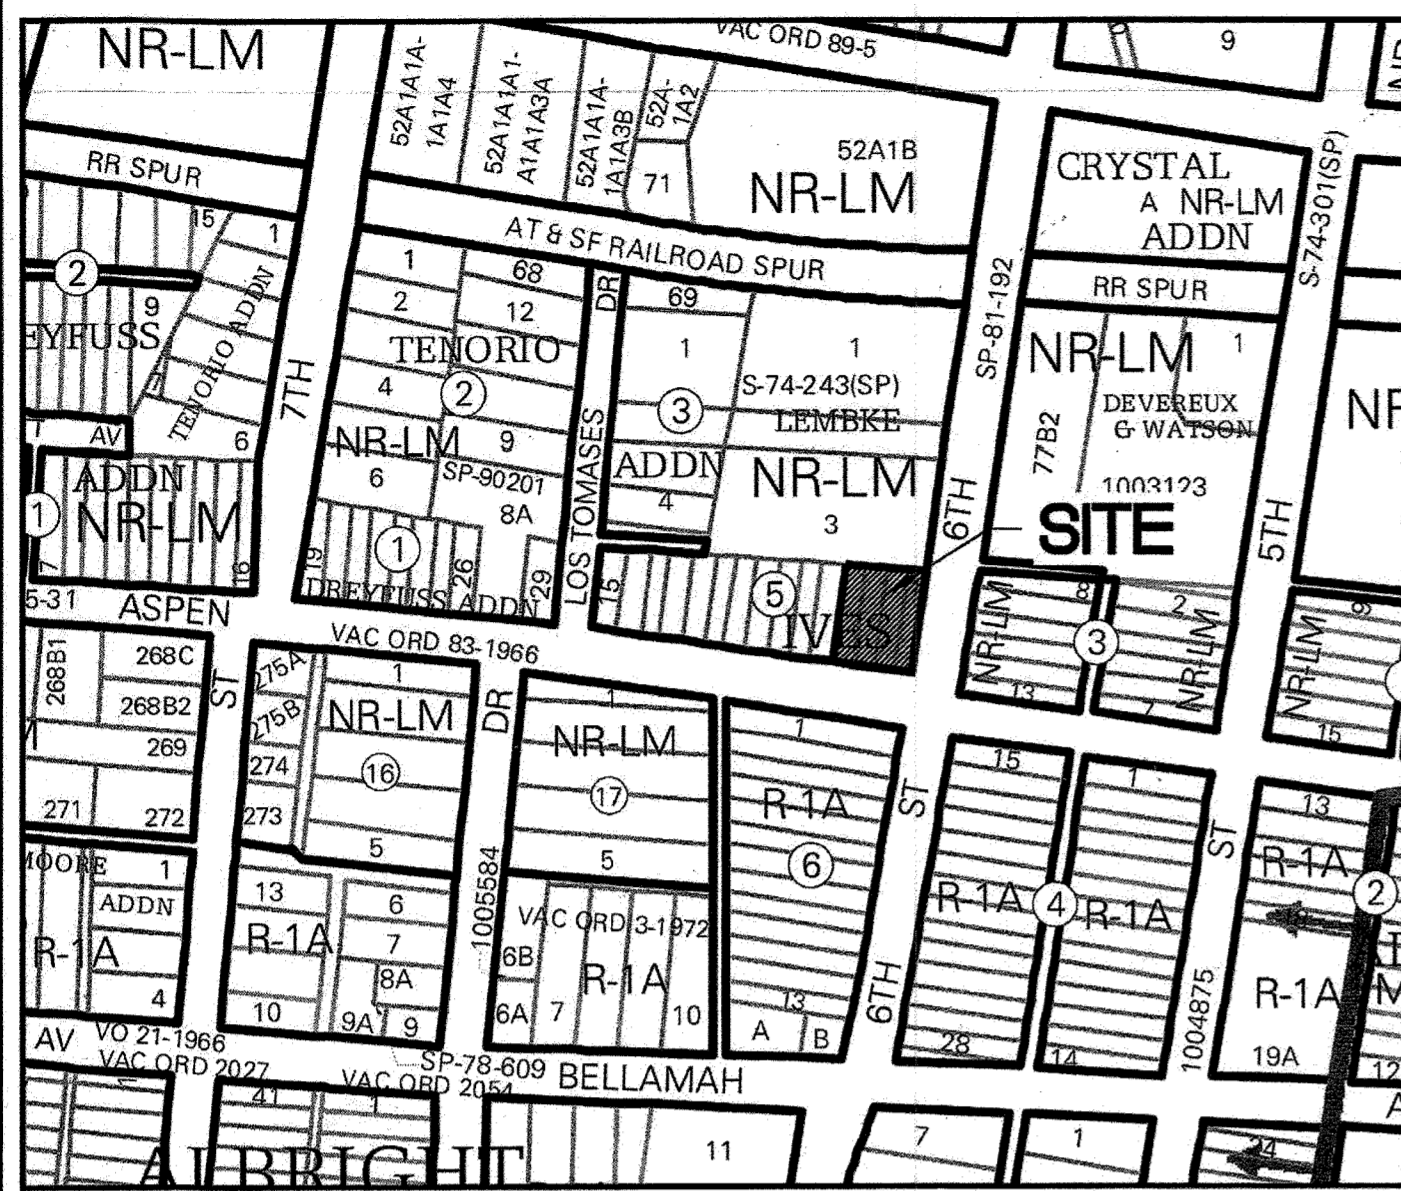 NR-LM
VAC ORD 89-5
9
52A1A1A-
1A1A4
52A1A1A1-
A1A1A3A
52A1A1A1-
1A1A3B
52A-
1A2
71
52A1B
NR-LM
CRYSTAL
A NR-LM
ADDN
S-74-301(SP)
RR SPUR
AT & SF RAILROAD SPUR
RR SPUR
SP-81-192
15
1
2
9
TENORIO ADDN
6
AV
ADDN
NR-LM
1
7
16
7TH
1
68
2
12
TENORIO
4
2
NR-LM
9
6
SP-90201
8A
19
1
26
29
DREYFUSS ADDN
DR
LOS TOMASES
69
1
1
S-74-243(SP)
3
LEMBKE
ADDN
NR-LM
4
3
15
5
IVES
6TH
NR-LM
1
77B2
DEVEREUX
& WATSON
1003123
SITE
5TH
8
2
NR-LM
3
NR-LM
13
7
9
NR-LM
15
5-31
ASPEN
VAC ORD 83-1966
268B1
268C
268B2
269
271
272
ST
275A
275B
274
273
1
NR-LM
16
5
DR
1
NR-LM
17
5
1
R-1A
6
13
A
B
ST
15
R-1A
4
28
1
R-1A
14
ST
13
R-1A
2
R-1A
19A
12
MOORE
1
ADDN
R-1A
4
13
R-1A
10
6
7
8A
9A
9
1005584
VAC ORD 3-1972
6B
6A
7
R-1A
10
6TH
1004875
AV
VO 21-1966
VAC ORD 2027
SP-78-609
VAC ORD 2054
BELLAMAH
41
1
ALBRIGHT
11
7
1
24